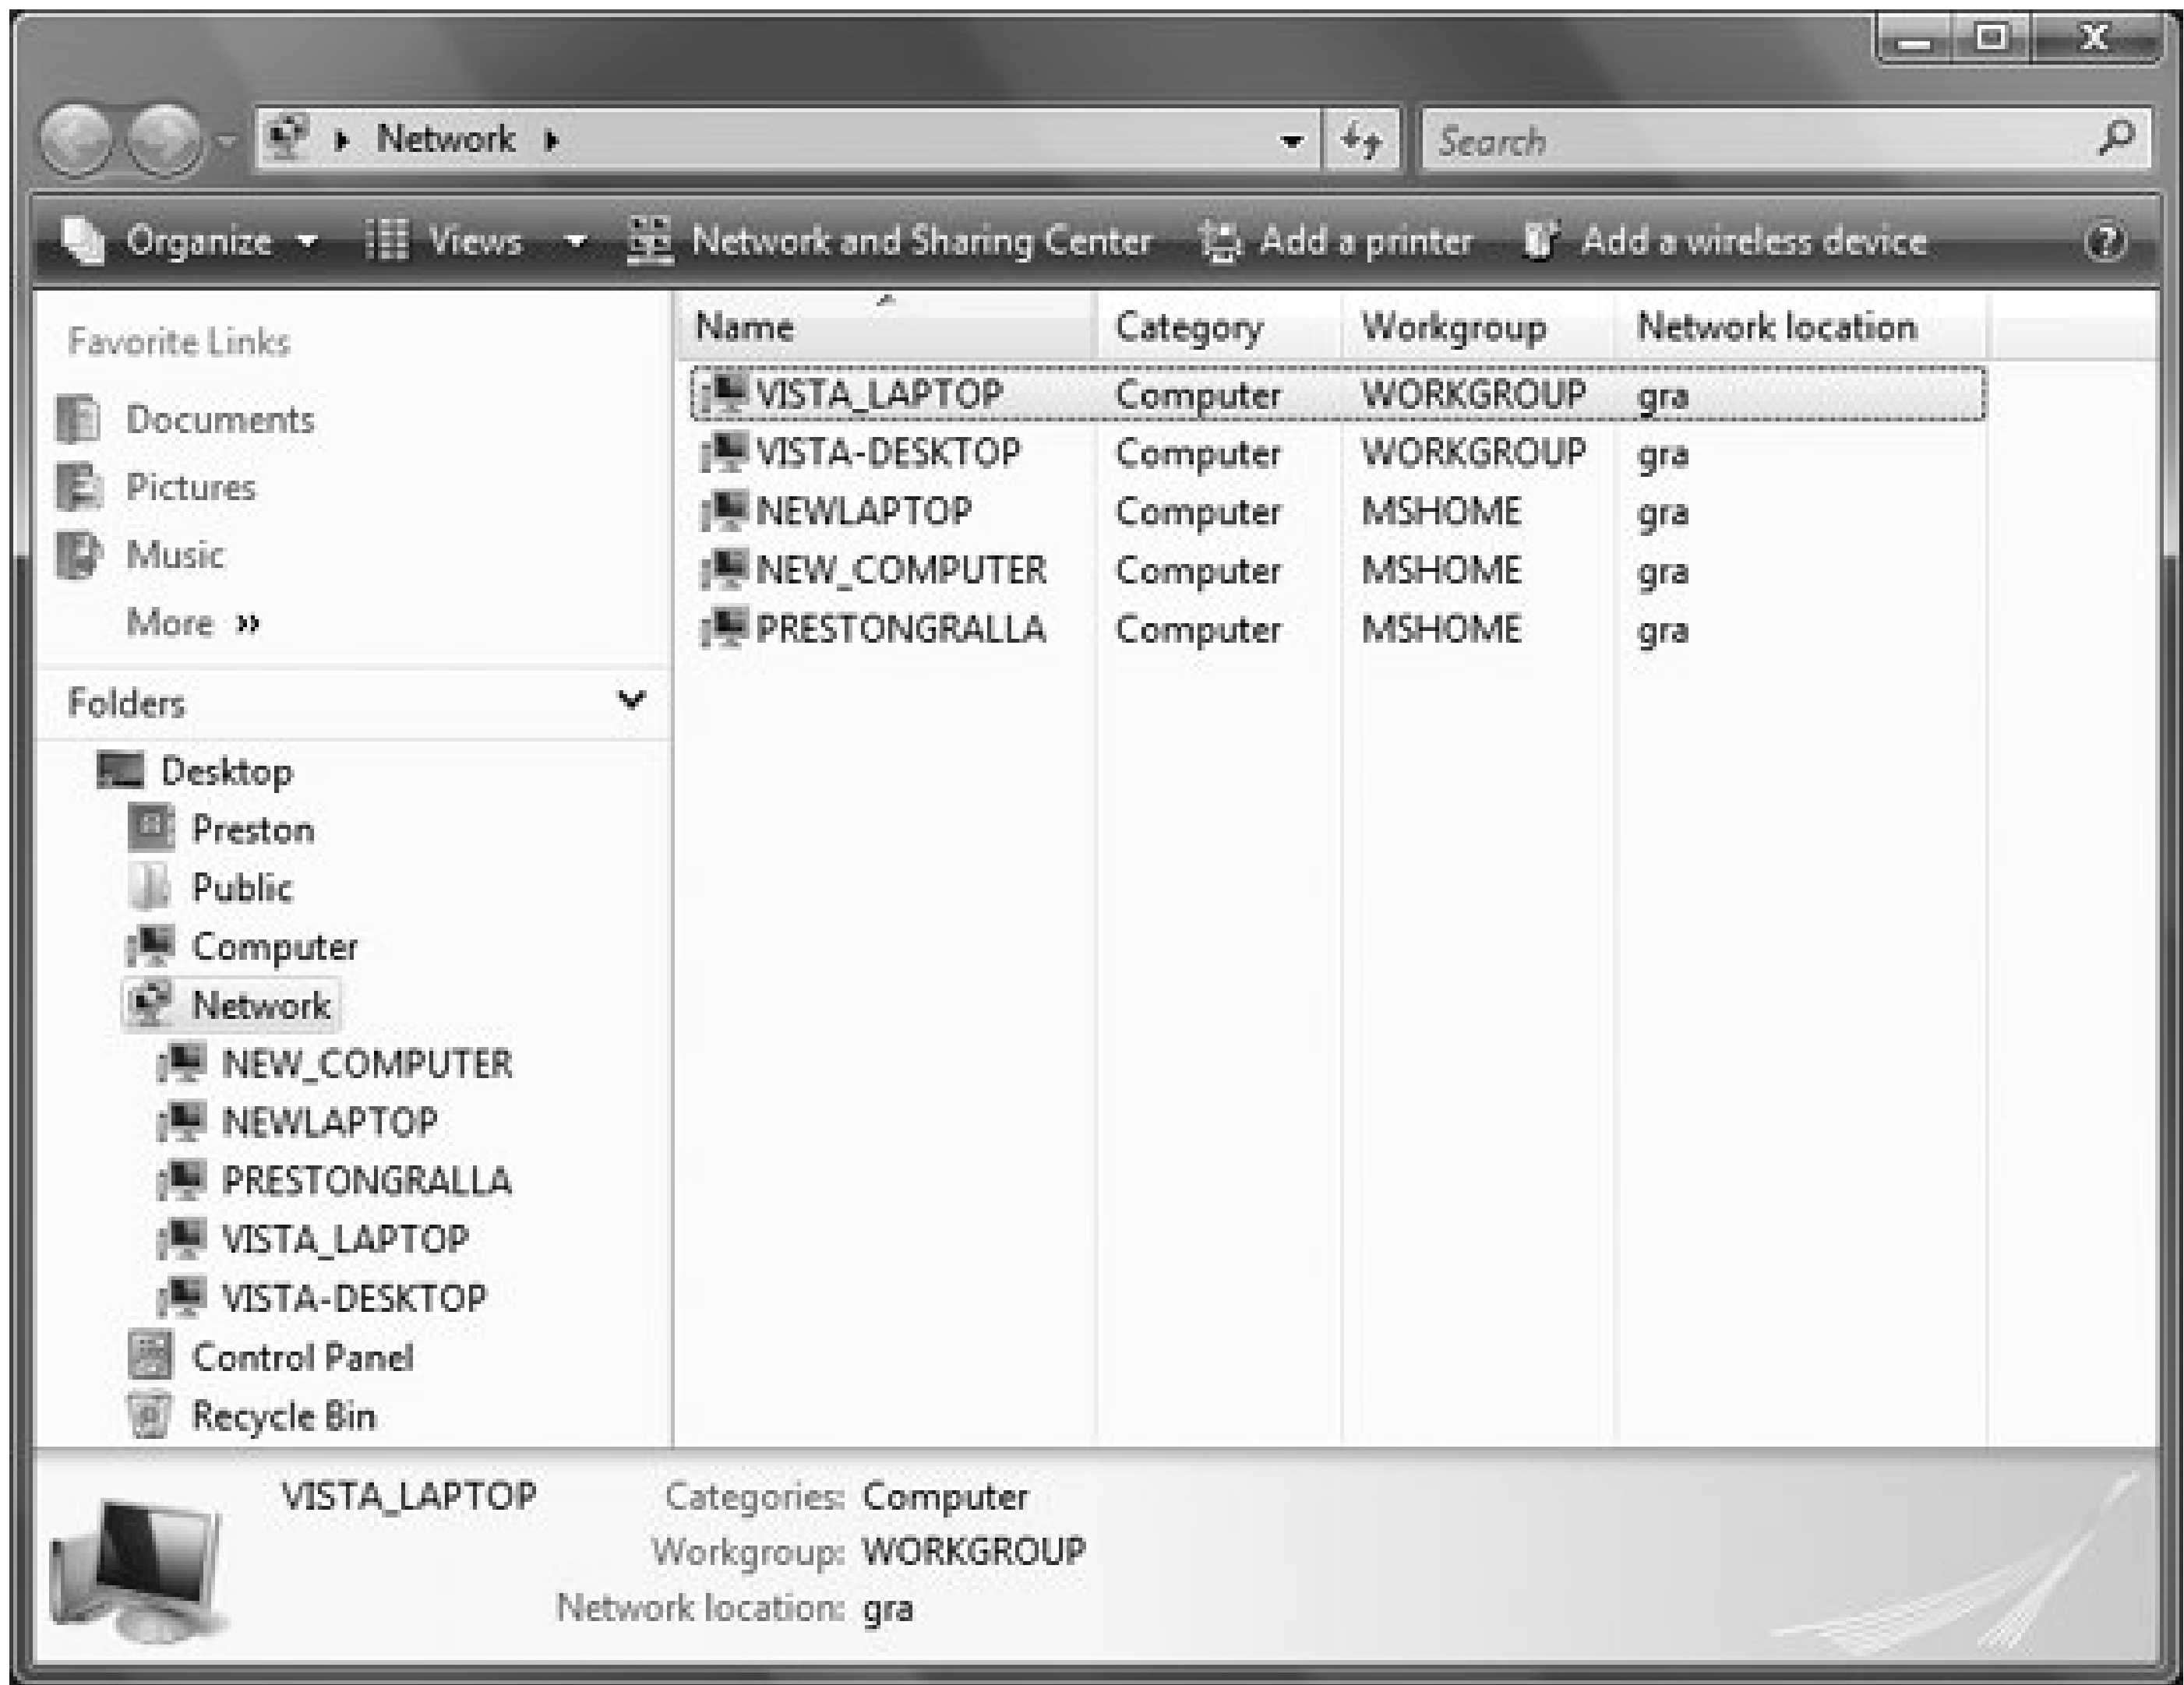 Network
Search
Organize Views Network and Sharing Center Add a printer Add a wireless device ?
Favorite Links
Documents
Pictures
Music
More »
Folders
Desktop
Preston
Public
Computer
Network
NEW_COMPUTER
NEWLAPTOP
PRESTONGRALLA
VISTA_LAPTOP
VISTA-DESKTOP
Control Panel
Recycle Bin
Name Category Workgroup Network location
VISTA_LAPTOP Computer WORKGROUP gra
VISTA-DESKTOP Computer WORKGROUP gra
NEWLAPTOP Computer MSHOME gra
NEW_COMPUTER Computer MSHOME gra
PRESTONGRALLA Computer MSHOME gra
VISTA_LAPTOP Categories: Computer
Workgroup: WORKGROUP
Network location: gra